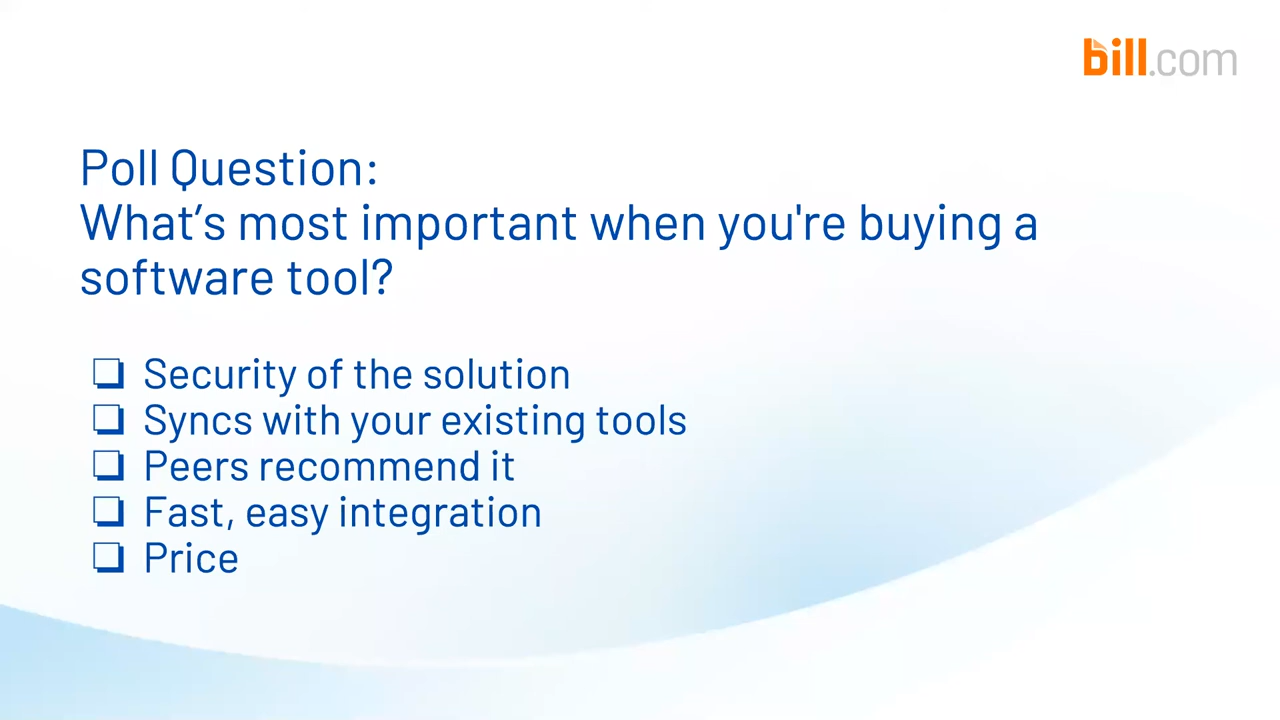 bill.com
Poll Question:
What’s most important when you're buying a
software tool?
❏ Security of the solution
❏ Syncs with your existing tools
❏ Peers recommend it
❏ Fast, easy integration
❏ Price